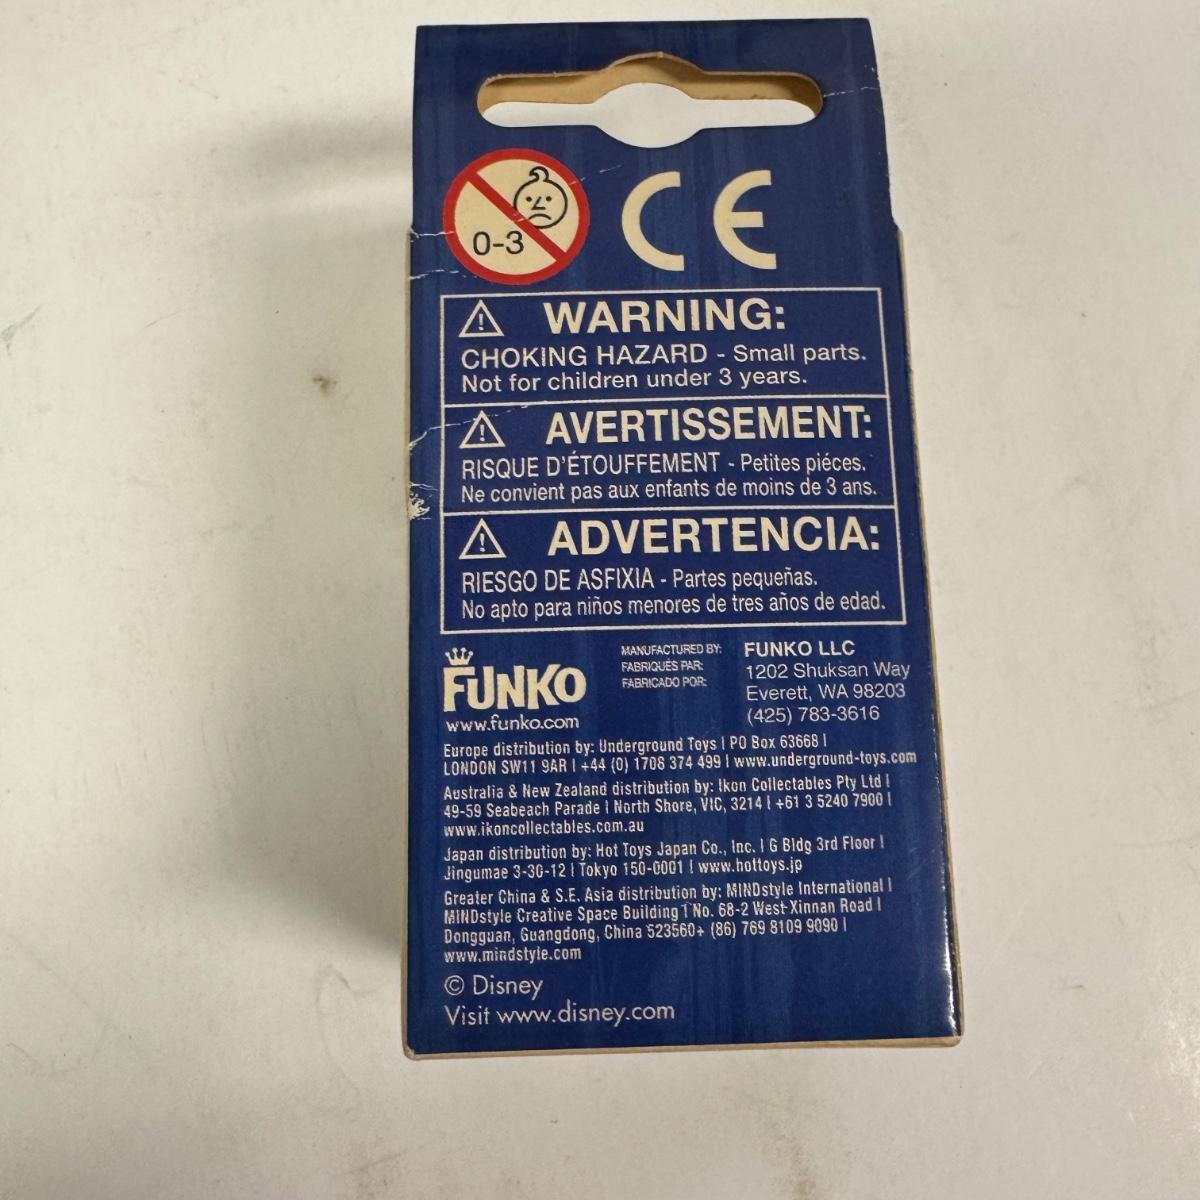 0-3
CE
WARNING:
CHOKING HAZARD - Small parts.
Not for children under 3 years.
AVERTISSEMENT:
RISQUE D'ÉTOUFFEMENT - Petites piéces.
Ne convient pas aux enfants de moins de 3 ans.
ADVERTENCIA:
RIESGO DE ASFIXIA - Partes pequeñas.
No apto para niños menores de tres años de edad.
FUNKO
www.funko.com
MANUFACTURED BY:
FABRIQUÉS PAR:
FABRICADO POR:
FUNKO LLC
1202 Shuksan Way
Everett, WA 98203
(425) 783-3616
Europe distribution by: Underground Toys | PO Box 63668 |
LONDON SW11 9AR | +44 (0) 1708 374 499 | www.underground-toys.com
Australia & New Zealand distribution by: Ikon Collectables Pty Ltd |
49-59 Seabeach Parade | North Shore, VIC, 3214 | +61 3 5240 7900 |
www.ikoncollectables.com.au
Japan distribution by: Hot Toys Japan Co., Inc. | G Bldg 3rd Floor |
Jingumae 3-30-12 | Tokyo 150-0001 | www.hottoys.jp
Greater China & S.E. Asia distribution by: MINDstyle International |
MINDstyle Creative Space Building 1 No. 68-2 West Xinnan Road |
Dongguan, Guangdong, China 523560+ (86) 769 8109 9090 |
www.mindstyle.com
© Disney
Visit www.disney.com